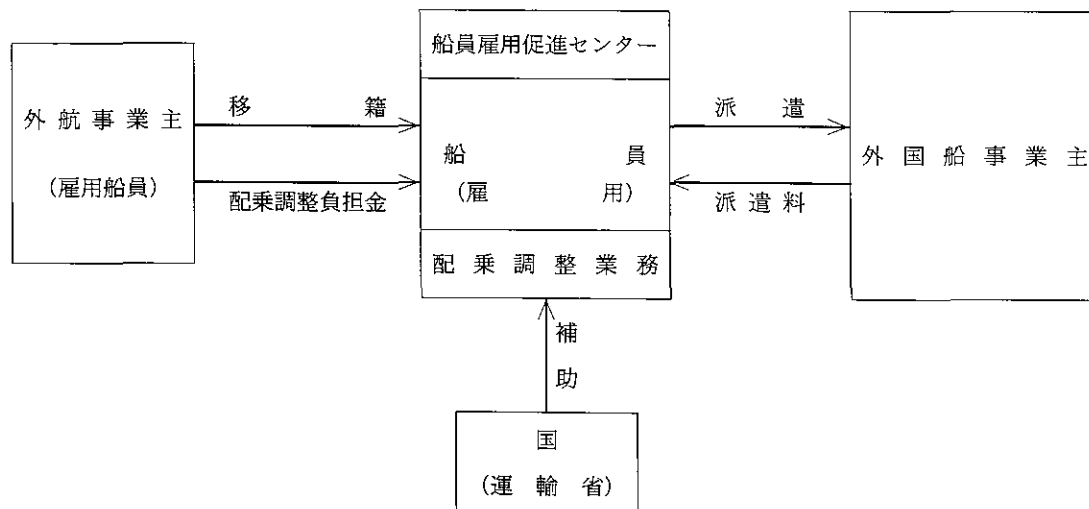 船員雇用促進センター
外航事業主
(雇用船員)
移籍
配乗調整負担金
船員
(雇用)
配乗調整業務
派遣
派遣料
外国船事業主
補助
国
(運輸省)